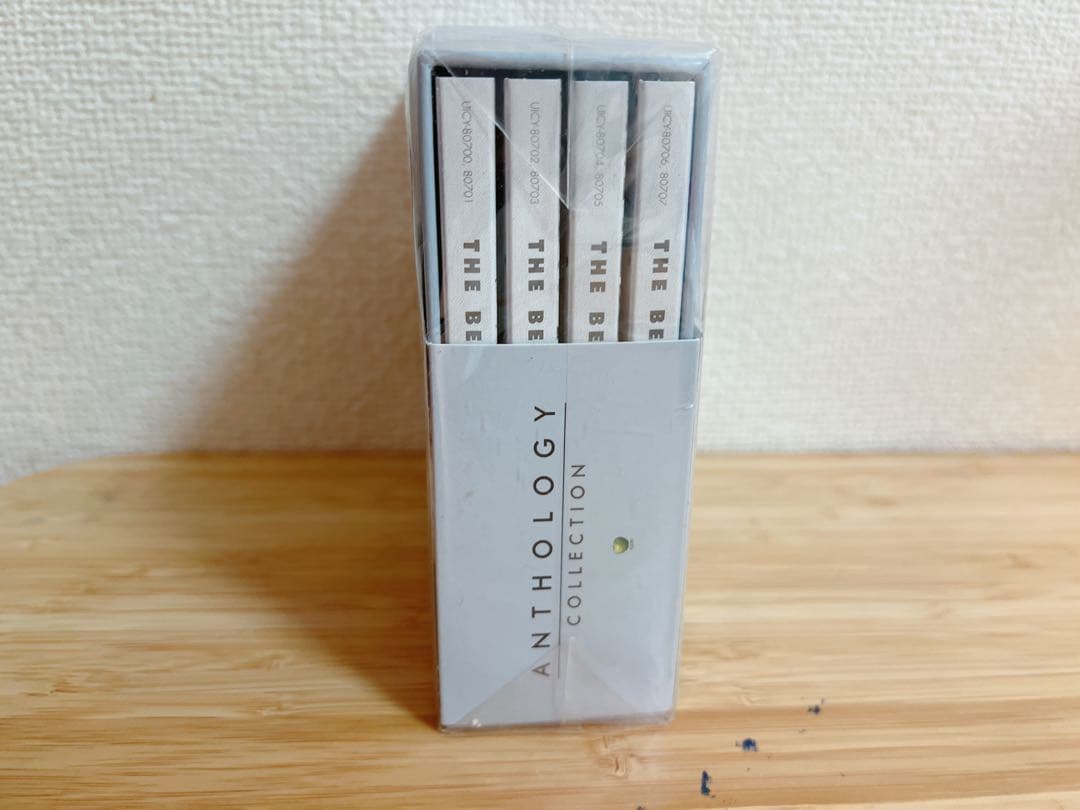 UICY-80700, 80701
THE BE
UICY-80702, 80703
THE BE
UICY-80704, 80705
THE BE
UICY-80706, 80707
THE BE
ANTHOLOGY
COLLECTION